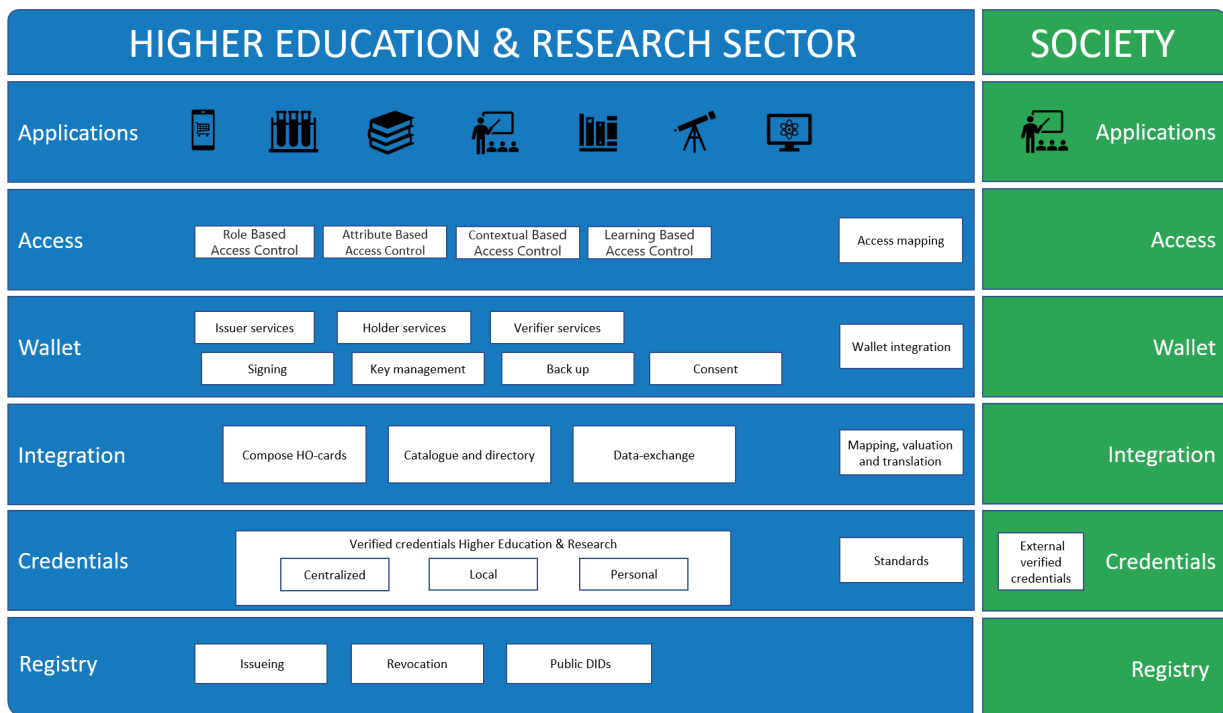 HIGHER EDUCATION & RESEARCH SECTOR
SOCIETY
Applications
Applications
Access
Role Based
Access Control
Attribute Based
Access Control
Contextual Based
Access Control
Learning Based
Access Control
Access mapping
Access
Wallet
Issuer services
Holder services
Verifier services
Signing
Key management
Back up
Consent
Wallet integration
Wallet
Integration
Compose HO-cards
Catalogue and directory
Data-exchange
Mapping, valuation
and translation
Integration
Credentials
Verified credentials Higher Education & Research
Centralized
Local
Personal
Standards
External
verified
credentials
Credentials
Registry
Issueing
Revocation
Public DIDs
Registry